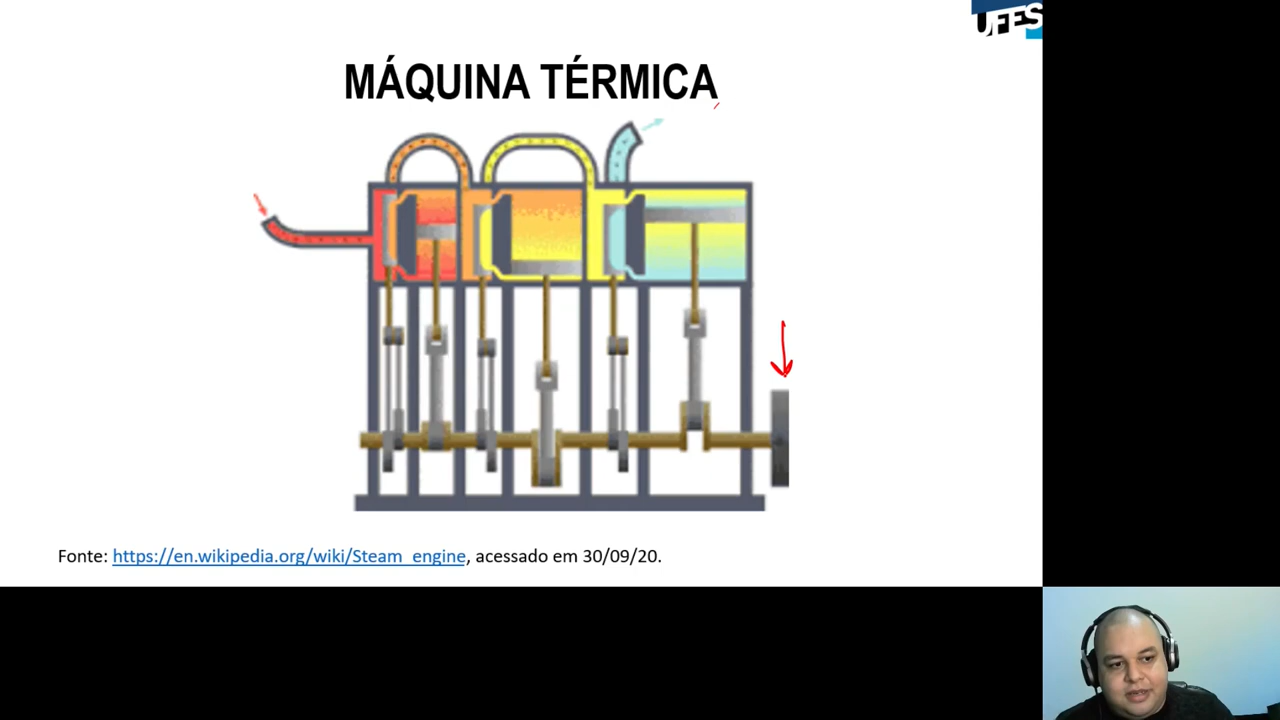 UFES
MÁQUINA TÉRMICA
Fonte: https://en.wikipedia.org/wiki/Steam_engine, acessado em 30/09/20.